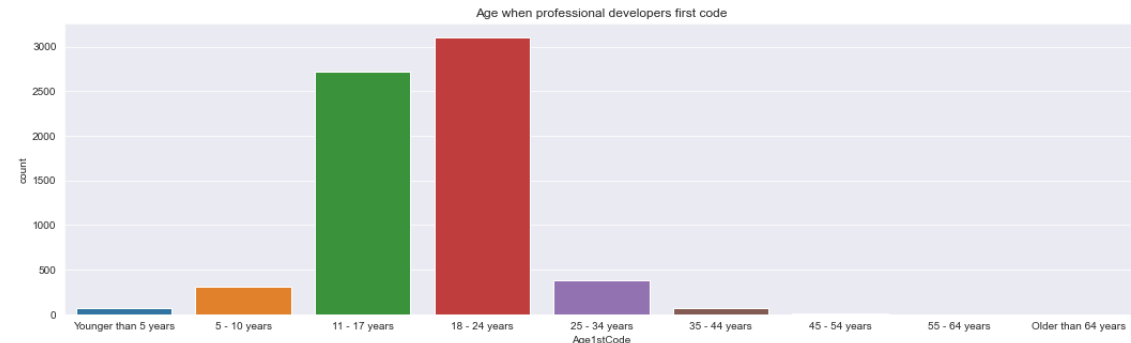 Age when professional developers first code
3000
2500
2000
1500
1000
500
0
count
Younger than 5 years
5 - 10 years
11 - 17 years
18 - 24 years
25 - 34 years
35 - 44 years
45 - 54 years
55 - 64 years
Older than 64 years
Age1stCode